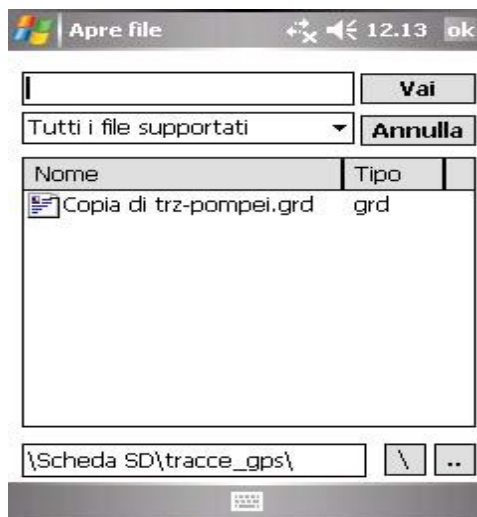 Apre file 12.13 ok
Vai
Tutti i file supportati Annulla
Nome Tipo
Copia di trz-pompei.grd grd
\Scheda SD\tracce_gps\ \ ..